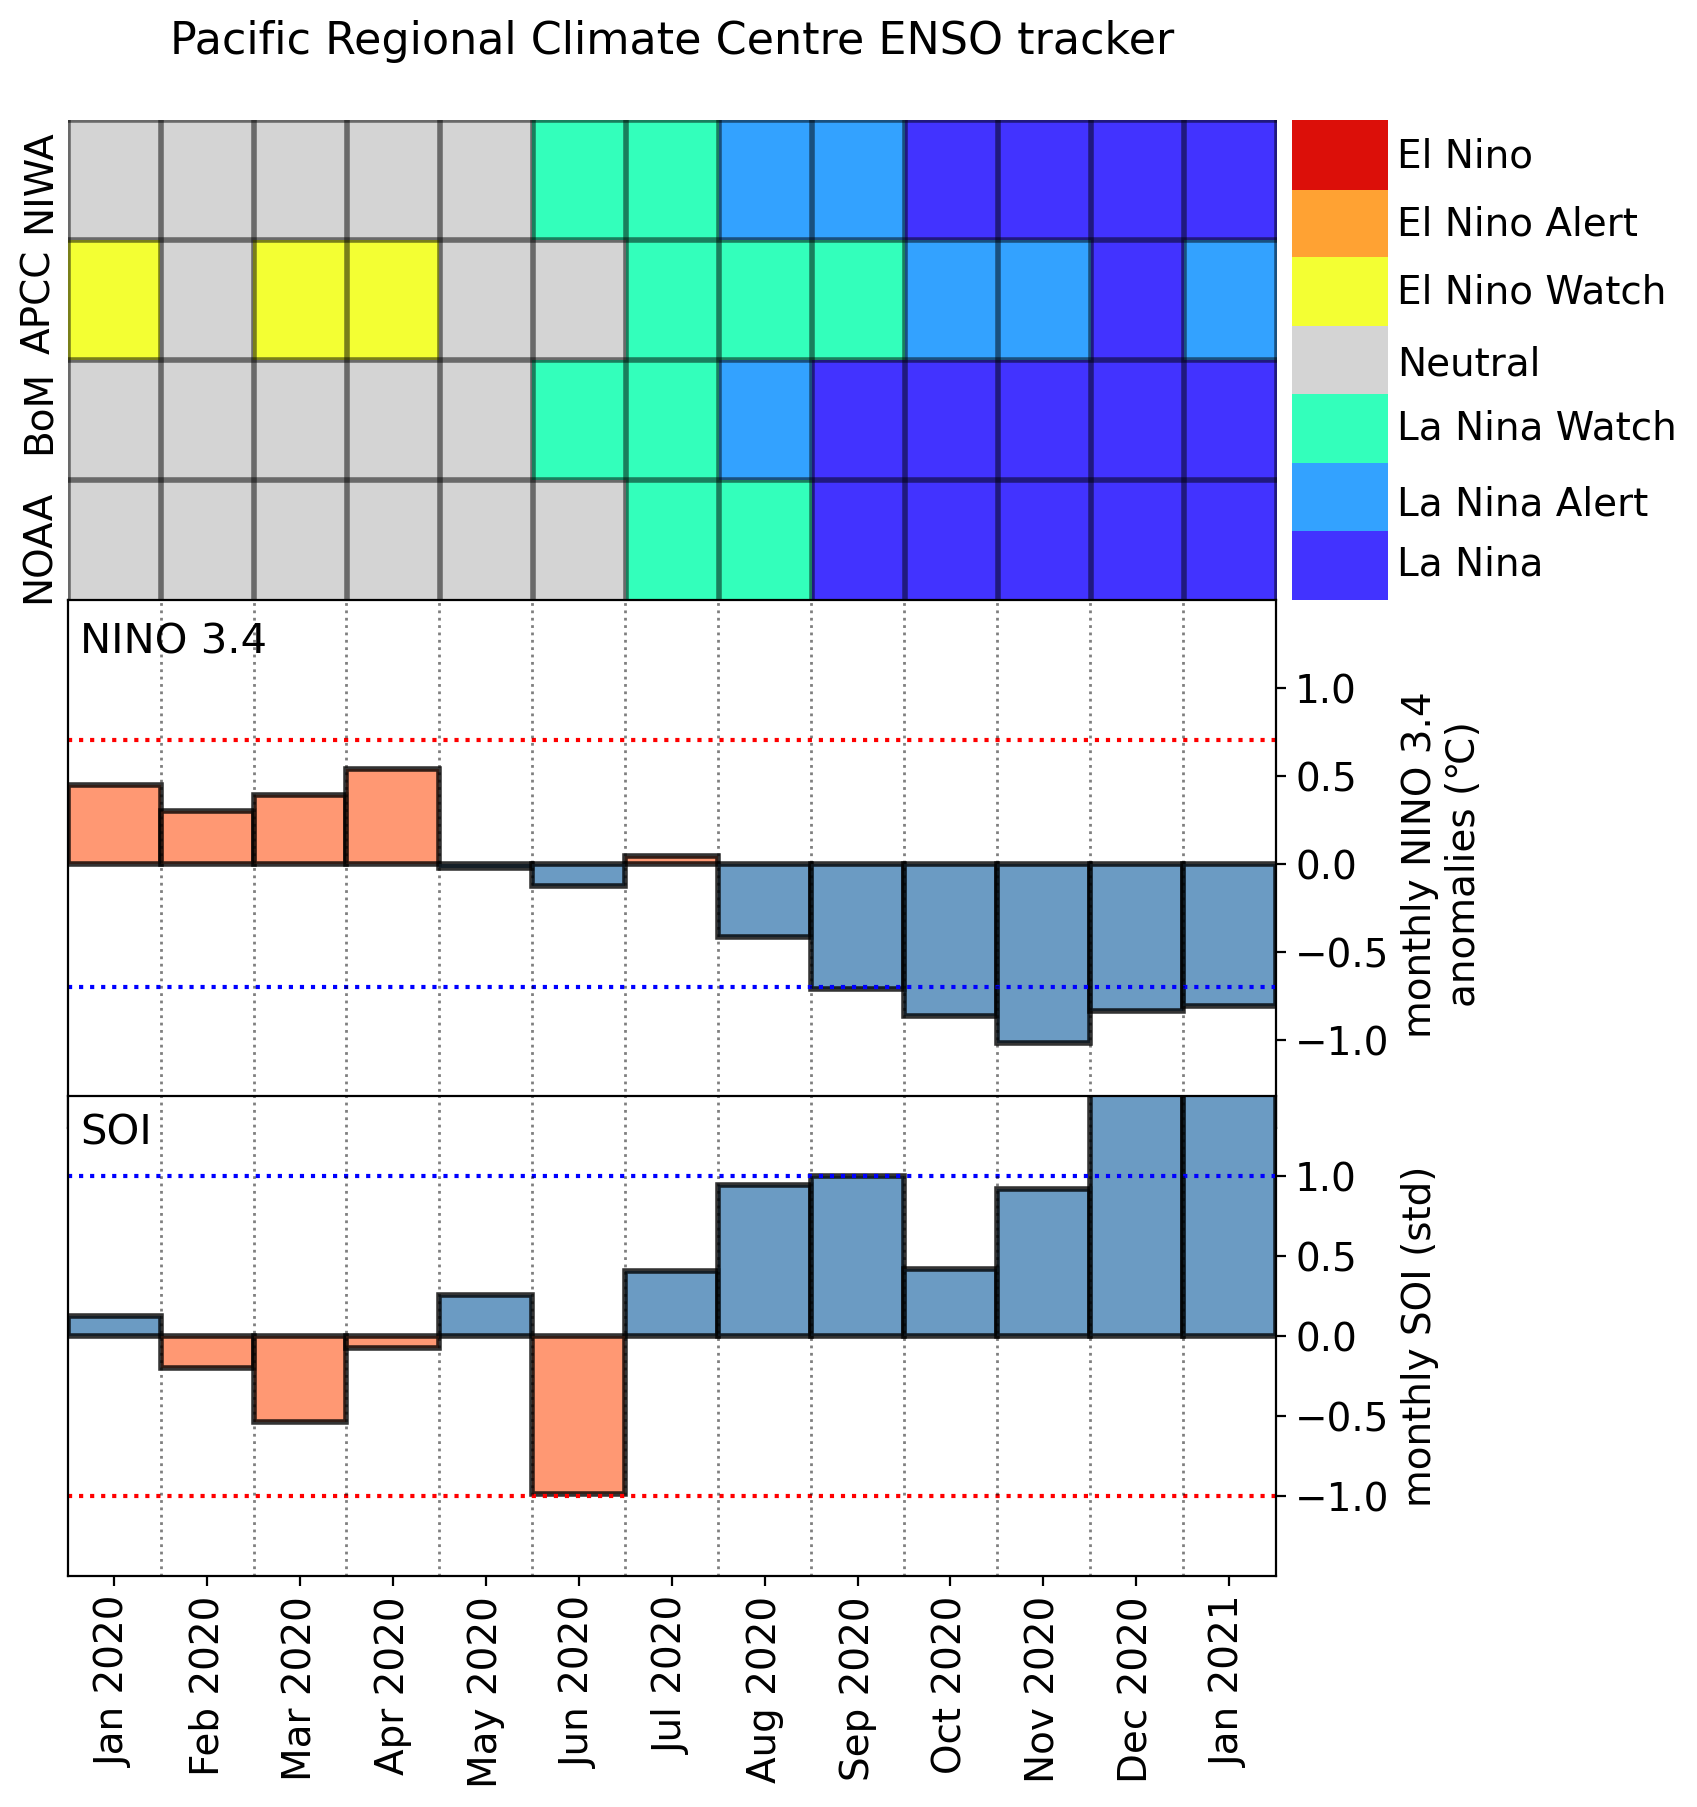 Pacific Regional Climate Centre ENSO tracker
NIWA
APCC
BoM
NOAA
El Nino
El Nino Alert
El Nino Watch
Neutral
La Nina Watch
La Nina Alert
La Nina
NINO 3.4
1.0
0.5
0.0
−0.5
−1.0
monthly NINO 3.4
anomalies (°C)
SOI
1.0
0.5
0.0
−0.5
−1.0
monthly SOI (std)
Jan 2020
Feb 2020
Mar 2020
Apr 2020
May 2020
Jun 2020
Jul 2020
Aug 2020
Sep 2020
Oct 2020
Nov 2020
Dec 2020
Jan 2021